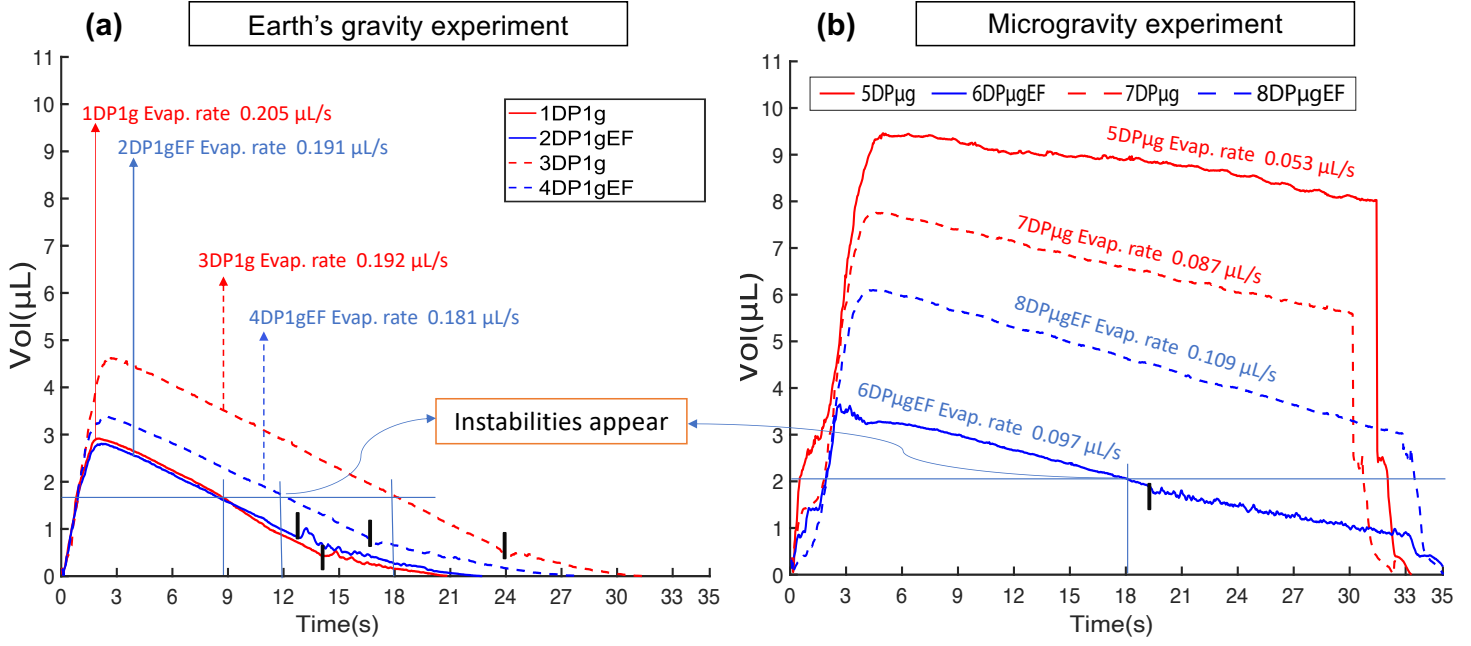 (a)
Earth's gravity experiment
11
10
9
8
7
6
5
4
3
2
1
0
Vol(μL)
1DP1g Evap. rate 0.205 μL/s
2DP1gEF Evap. rate 0.191 μL/s
3DP1g Evap. rate 0.192 μL/s
4DP1gEF Evap. rate 0.181 μL/s
1DP1g
2DP1gEF
3DP1g
4DP1gEF
Instabilities appear
0 3 6 9 12 15 18 21 24 27 30 33 35
Time(s)
(b)
Microgravity experiment
11
10
9
8
7
6
5
4
3
2
1
0
Vol(μL)
5DPμg 6DPμgEF 7DPμg 8DPμgEF
5DPμg Evap. rate 0.053 μL/s
7DPμg Evap. rate 0.087 μL/s
8DPμgEF Evap. rate 0.109 μL/s
6DPμgEF Evap. rate 0.097 μL/s
0 3 6 9 12 15 18 21 24 27 30 33 35
Time(s)